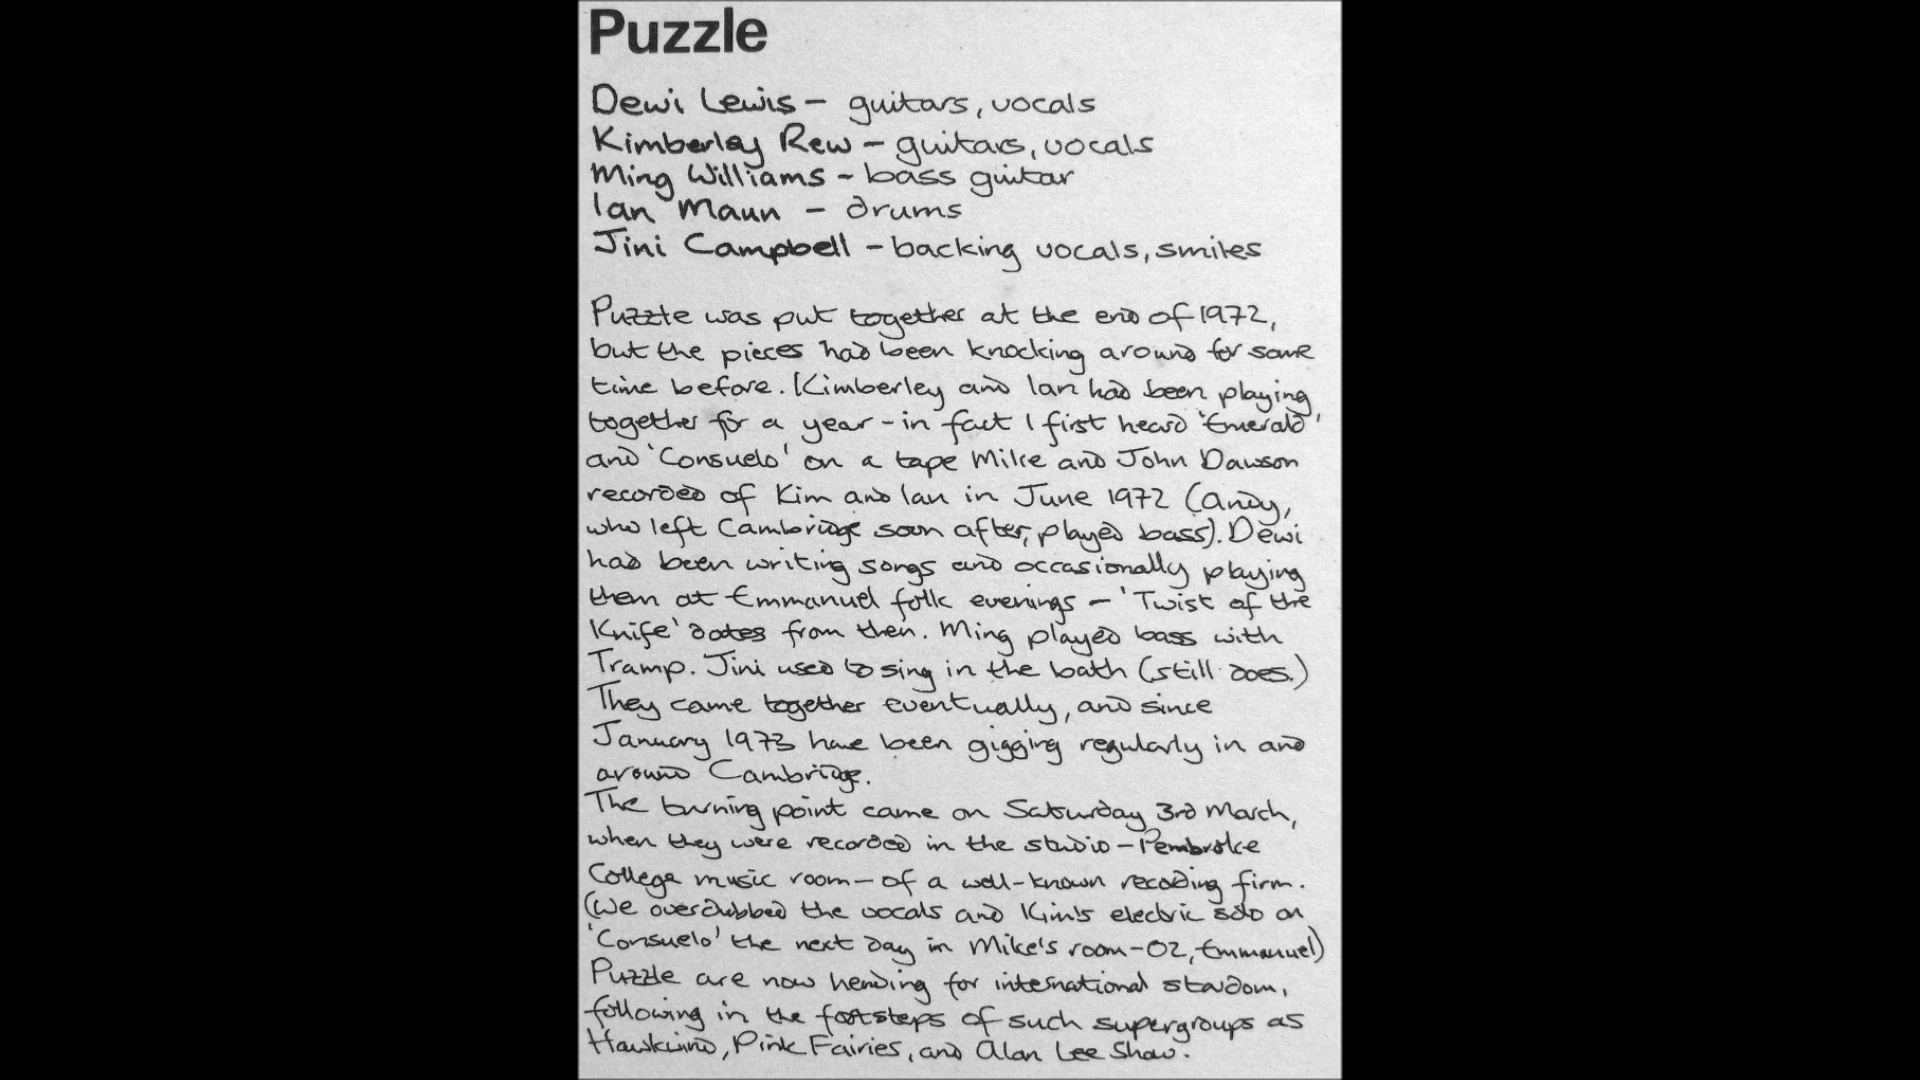 Puzzle
Dewi Lewis – guitars, vocals
Kimberley Rew – guitars, vocals
Ming Williams – bass guitar
Ian Maun – drums
Jini Campbell – backing vocals, smiles
Puzzle was put together at the end of 1972,
but the pieces had been knocking around for some
time before. Kimberley and Ian had been playing
together for a year – in fact I first heard 'Emerald'
and 'Consuelo' on a tape Mike and John Dawson
recorded of Kim and Ian in June 1972 (Andy,
who left Cambridge soon after, played bass). Dewi
had been writing songs and occasionally playing
them at Emmanuel folk evenings – 'Twist of the
Knife' dates from then. Ming played bass with
Tramp. Jini used to sing in the bath (still does.)
They came together eventually, and since
January 1973 have been gigging regularly in and
around Cambridge.
The turning point came on Saturday 3rd March,
when they were recorded in the studio – Pembroke
College music room – of a well-known recording firm.
(We overdubbed the vocals and Kim's electric solo on
'Consuelo' the next day in Mike's room – O2, Emmanuel)
Puzzle are now heading for international stardom,
following in the footsteps of such supergroups as
Hawkwind, Pink Fairies, and Alan Lee Shaw.